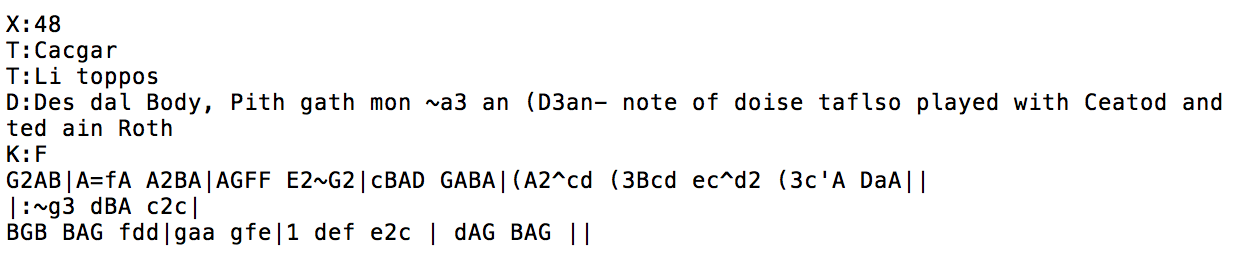 X:48
T:Cacgar
T:Li toppos
D:Des dal Body, Pith gath mon ~a3 an (D3an- note of doise taflso played with Ceatod and
ted ain Roth
K:F
G2AB|A=fA A2BA|AGFF E2~G2|cBAD GABA|(A2^cd (3Bcd ec^d2 (3c'A DaA||
|:~g3 dBA c2c|
BGB BAG fdd|gaa gfe|1 def e2c | dAG BAG ||